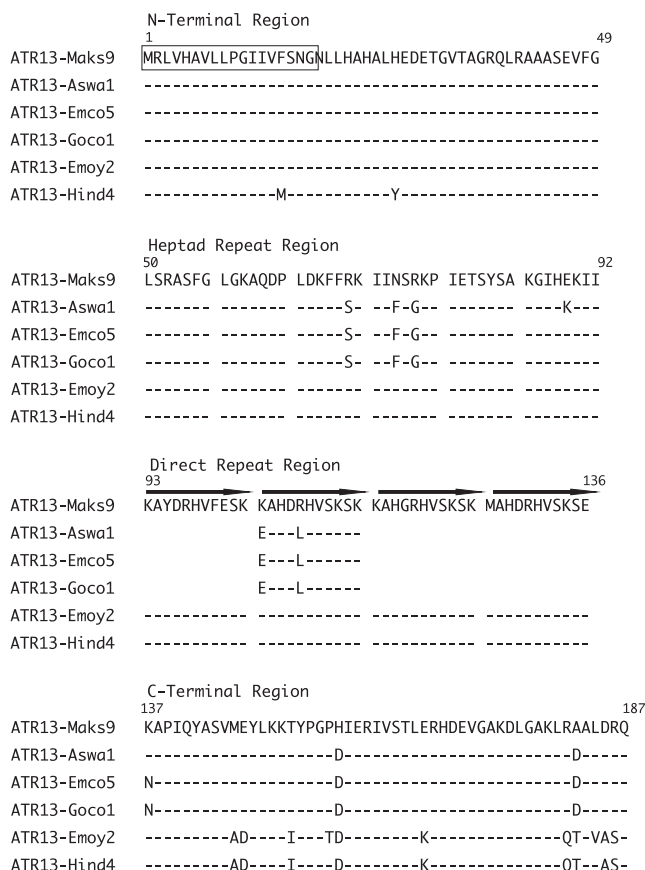 N-Terminal Region
1 49
ATR13-Maks9 MRLVHAVLLPGIIVFSNGNLLHAHALHEDETGVTAGRQLRAAASEVFG
ATR13-Aswa1 ------------------------------------------------
ATR13-Emco5 ------------------------------------------------
ATR13-Goco1 ------------------------------------------------
ATR13-Emoy2 ------------------------------------------------
ATR13-Hind4 --------------M-----------Y---------------------
Heptad Repeat Region
50 92
ATR13-Maks9 LSRASFG LGKAQDP LDKFFRK IINSRKP IETSYSA KGIHEKII
ATR13-Aswa1 ------- ------- -----S- --F-G-- ------- ----K---
ATR13-Emco5 ------- ------- -----S- --F-G-- ------- --------
ATR13-Goco1 ------- ------- -----S- --F-G-- ------- --------
ATR13-Emoy2 ------- ------- ------- ------- ------- --------
ATR13-Hind4 ------- ------- ------- ------- ------- --------
Direct Repeat Region
93 136
ATR13-Maks9 KAYDRHVFESK KAHDRHVSKSK KAHGRHVSKSK MAHDRHVSKSE
ATR13-Aswa1 E---L------
ATR13-Emco5 E---L------
ATR13-Goco1 E---L------
ATR13-Emoy2 ----------- ----------- ----------- -----------
ATR13-Hind4 ----------- ----------- ----------- -----------
C-Terminal Region
137 187
ATR13-Maks9 KAPIQYASVMEYLKKTYPGPHIERIVSTLERHDEVGAKDLGAKLRAALDRQ
ATR13-Aswa1 --------------------D------------------------D-----
ATR13-Emco5 N-------------------D------------------------D-----
ATR13-Goco1 N-------------------D------------------------D-----
ATR13-Emoy2 ---------AD----I---TD--------K--------------QT-VAS-
ATR13-Hind4 ---------AD----I----D--------K--------------QT--AS-